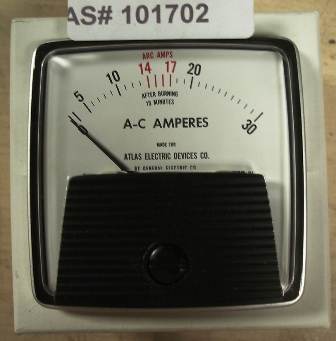 AS# 101702
ARC AMPS
5 10 14 17 20 30
AFTER BURNING
15 MINUTES
A-C AMPERES
MADE FOR
ATLAS ELECTRIC DEVICES CO.
BY GENERAL ELECTRIC CO